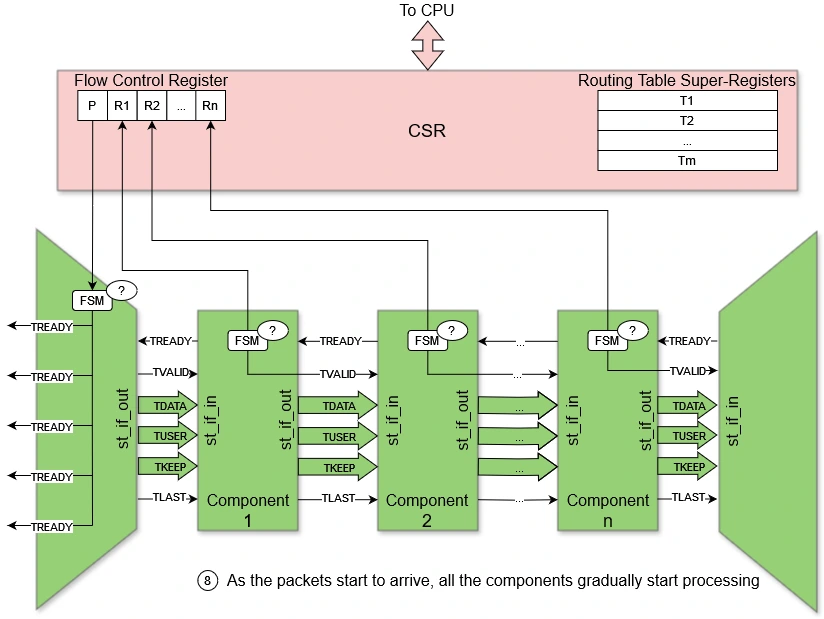 To CPU
Flow Control Register
Routing Table Super-Registers
P R1 R2 ... Rn
T1
T2
...
Tm
CSR
FSM ?
TREADY
TREADY
TREADY
TREADY
TREADY
st_if_out
TREADY
TVALID
TDATA
TUSER
TKEEP
TLAST
FSM ?
st_if_in
st_if_out
Component
1
TREADY
TVALID
TDATA
TUSER
TKEEP
TLAST
FSM ?
st_if_in
st_if_out
Component
2
...
...
...
...
...
...
FSM ?
st_if_in
st_if_out
Component
n
TREADY
TVALID
TDATA
TUSER
TKEEP
TLAST
st_if_in
8 As the packets start to arrive, all the components gradually start processing